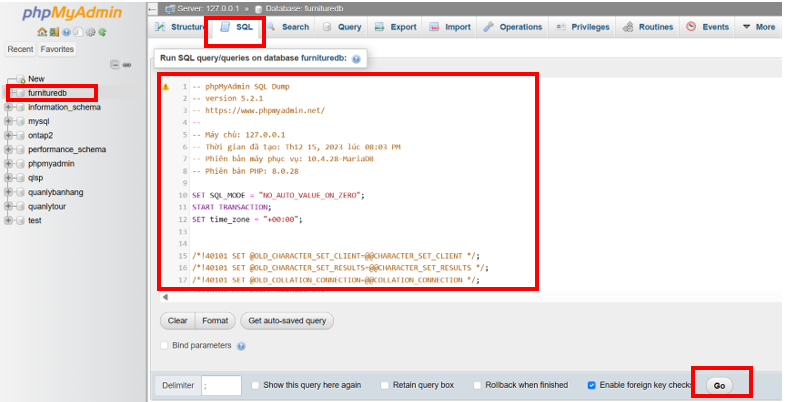 phpMyAdmin
Recent Favorites
New
furnituredb
information_schema
mysql
ontap2
performance_schema
phpmyadmin
qlsp
quanlybanhang
quanlytour
test
Server: 127.0.0.1 » Database: furnituredb
Structure SQL Search Query Export Import Operations Privileges Routines Events More
Run SQL query/queries on database furnituredb:
1 -- phpMyAdmin SQL Dump
2 -- version 5.2.1
3 -- https://www.phpmyadmin.net/
4 --
5 -- Máy chủ: 127.0.0.1
6 -- Thời gian đã tạo: Th12 15, 2023 lúc 08:03 PM
7 -- Phiên bản máy phục vụ: 10.4.28-MariaDB
8 -- Phiên bản PHP: 8.0.28
9
10 SET SQL_MODE = "NO_AUTO_VALUE_ON_ZERO";
11 START TRANSACTION;
12 SET time_zone = "+00:00";
13
14
15 /*!40101 SET @OLD_CHARACTER_SET_CLIENT=@@CHARACTER_SET_CLIENT */;
16 /*!40101 SET @OLD_CHARACTER_SET_RESULTS=@@CHARACTER_SET_RESULTS */;
17 /*!40101 SET @OLD_COLLATION_CONNECTION=@@COLLATION_CONNECTION */;
Clear Format Get auto-saved query
Bind parameters
Delimiter ; Show this query here again Retain query box Rollback when finished Enable foreign key checks Go